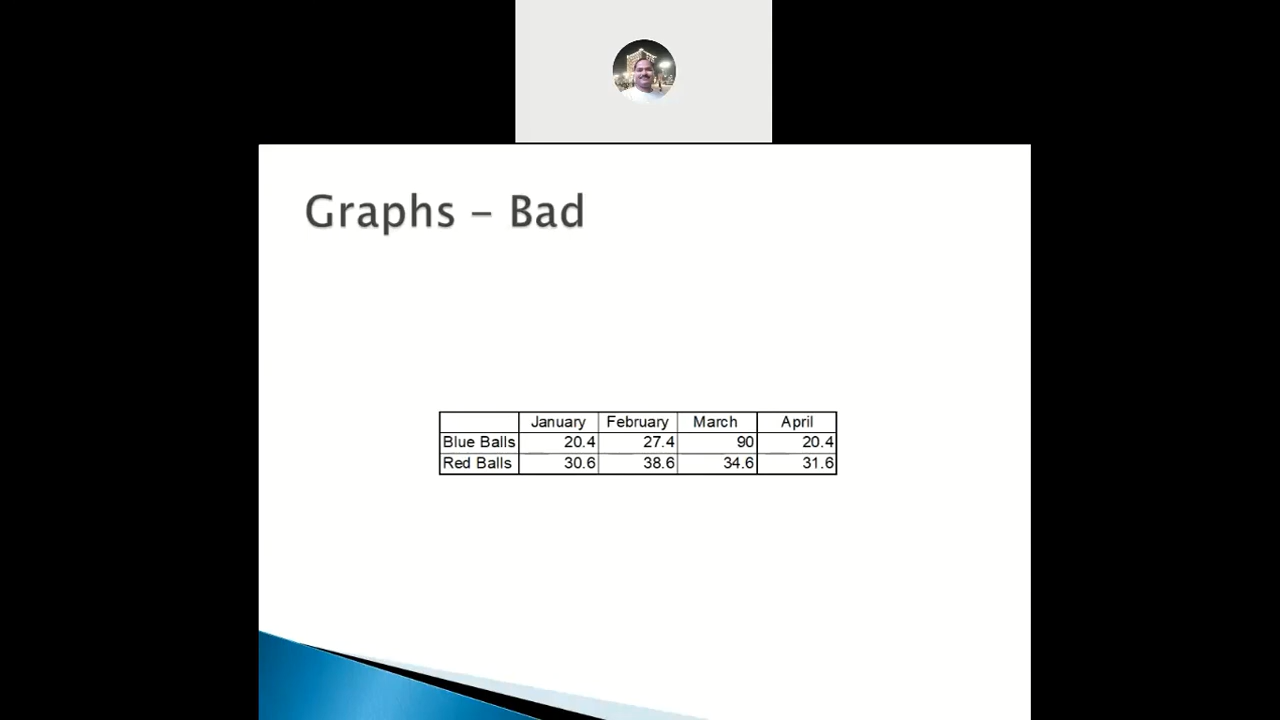 Graphs – Bad
January February March April
Blue Balls 20.4 27.4 90 20.4
Red Balls 30.6 38.6 34.6 31.6